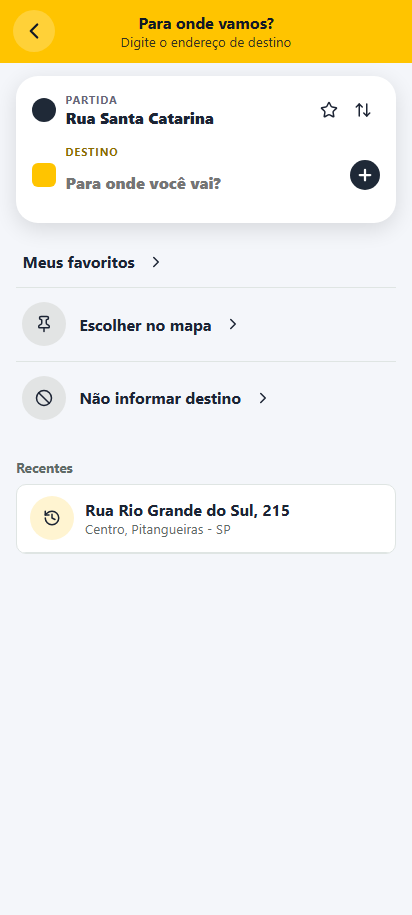 Para onde vamos?
Digite o endereço de destino
PARTIDA
Rua Santa Catarina
DESTINO
Para onde você vai?
Meus favoritos
Escolher no mapa
Não informar destino
Recentes
Rua Rio Grande do Sul, 215
Centro, Pitangueiras - SP